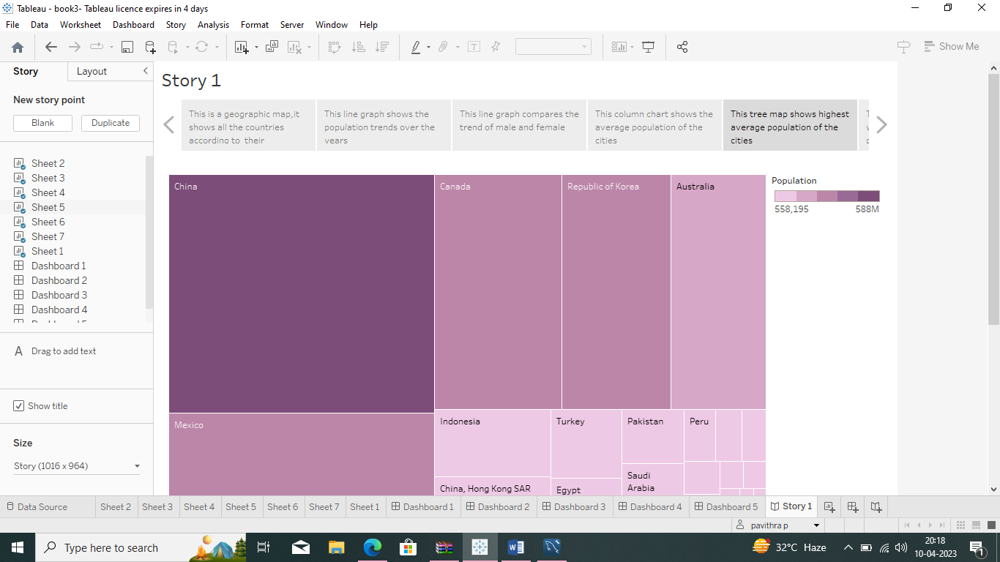 Tableau - book3- Tableau licence expires in 4 days
File Data Worksheet Dashboard Story Analysis Format Server Window Help
Show Me
Story Layout
New story point
Blank Duplicate
Sheet 2
Sheet 3
Sheet 4
Sheet 5
Sheet 6
Sheet 7
Sheet 1
Dashboard 1
Dashboard 2
Dashboard 3
Dashboard 4
A Drag to add text
Show title
Size
Story (1016 x 964)
Story 1
This is a geographic map,it
shows all the countries
according to their
This line graph shows the
population trends over the
years
This line graph compares the
trend of male and female
This column chart shows the
average population of the
cities
This tree map shows highest
average population of the
cities
China
Canada
Republic of Korea
Australia
Mexico
Indonesia
Turkey
Pakistan
Peru
China, Hong Kong SAR
Egypt
Saudi
Arabia
Population
558,195 588M
Data Source Sheet 2 Sheet 3 Sheet 4 Sheet 5 Sheet 6 Sheet 7 Sheet 1 Dashboard 1 Dashboard 2 Dashboard 3 Dashboard 4 Dashboard 5 Story 1
pavithra p
Type here to search
32°C Haze
20:18
10-04-2023
1